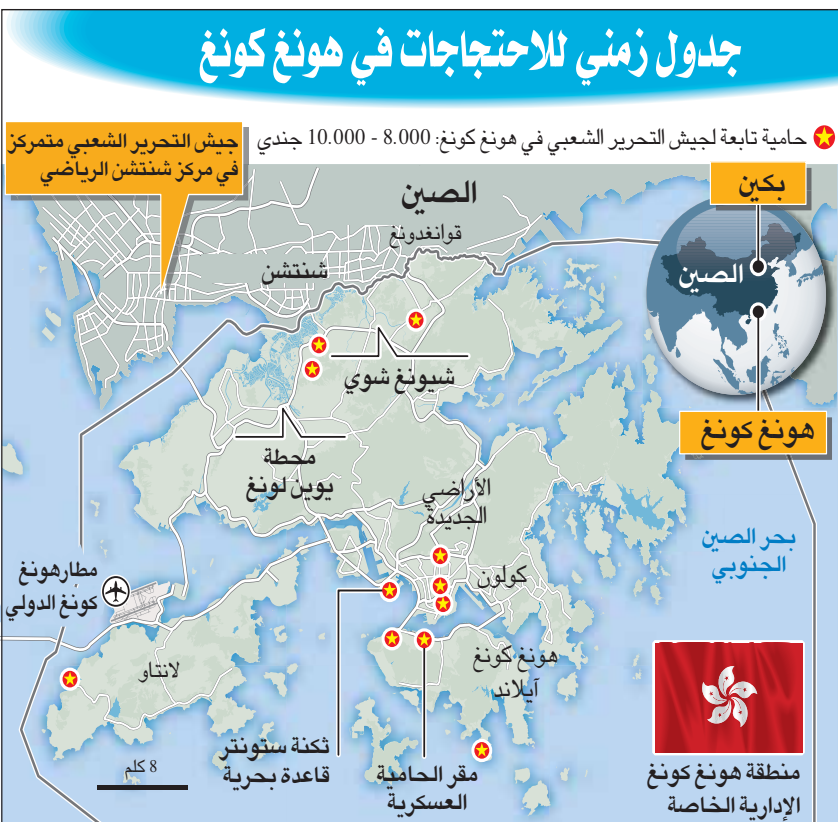 جدول زمني للاحتجاجات في هونغ كونغ
حامية تابعة لجيش التحرير الشعبي في هونغ كونغ: 8.000 - 10.000 جندي
جيش التحرير الشعبي متمركز
في مركز شنتشن الرياضي
بكين
الصين
قوانغدونغ
شنتشن
الصين
شيونغ شوي
هونغ كونغ
محطة
يوين لونغ
الأراضي
الجديدة
بحر الصين
الجنوبي
مطارهونغ
كونغ الدولي
كولون
لانتاو
هونغ كونغ
آيلاند
ثكنة ستونتر
قاعدة بحرية
مقر الحامية
العسكرية
8 كلم
منطقة هونغ كونغ
الإدارية الخاصة